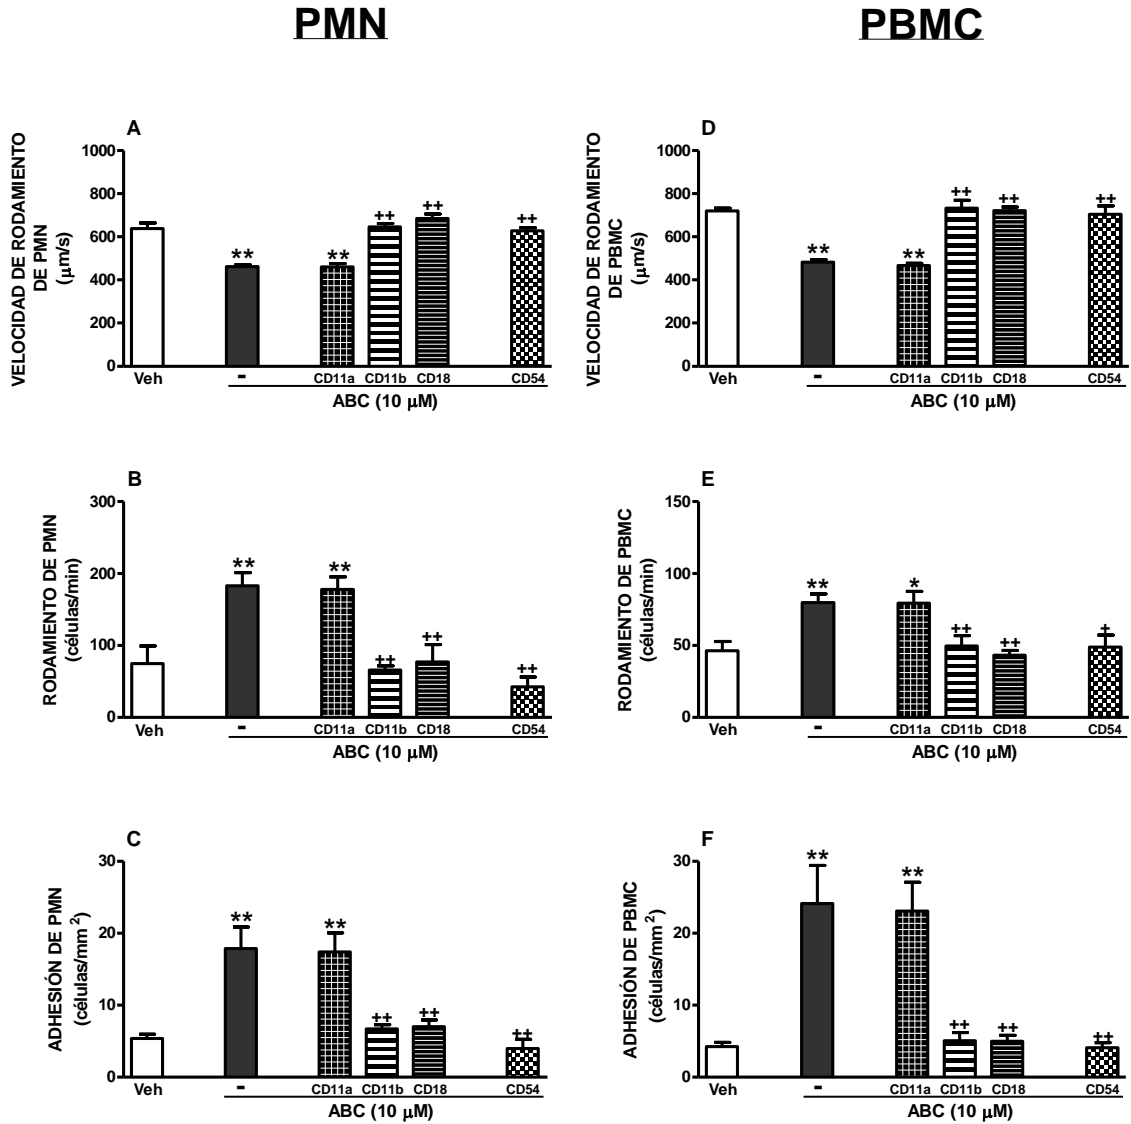 PMN
PBMC
A
VELOCIDAD DE RODAMIENTO
DE PMN
(μm/s)
1000
800
600
400
200
0
**
**
++
++
++
Veh
-
CD11a
CD11b
CD18
CD54
ABC (10 μM)
D
VELOCIDAD DE RODAMIENTO
DE PBMC
(μm/s)
1000
800
600
400
200
0
**
**
++
++
++
Veh
-
CD11a
CD11b
CD18
CD54
ABC (10 μM)
B
RODAMIENTO DE PMN
(células/min)
300
200
100
0
**
**
++
++
++
Veh
-
CD11a
CD11b
CD18
CD54
ABC (10 μM)
E
RODAMIENTO DE PBMC
(células/min)
150
100
50
0
**
*
++
++
+
Veh
-
CD11a
CD11b
CD18
CD54
ABC (10 μM)
C
ADHESIÓN DE PMN
(células/mm²)
30
20
10
0
**
**
++
++
++
Veh
-
CD11a
CD11b
CD18
CD54
ABC (10 μM)
F
ADHESIÓN DE PBMC
(células/mm²)
30
20
10
0
**
**
++
++
++
Veh
-
CD11a
CD11b
CD18
CD54
ABC (10 μM)